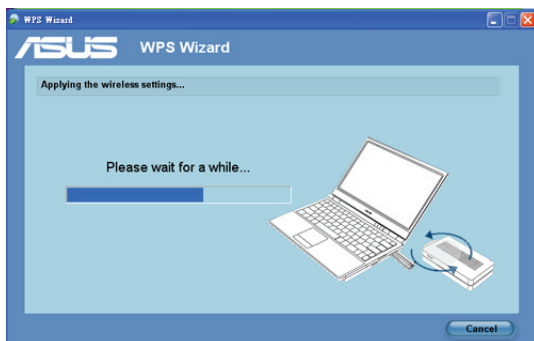 WPS Wizard
ASUS WPS Wizard
Applying the wireless settings...
Please wait for a while...
Cancel